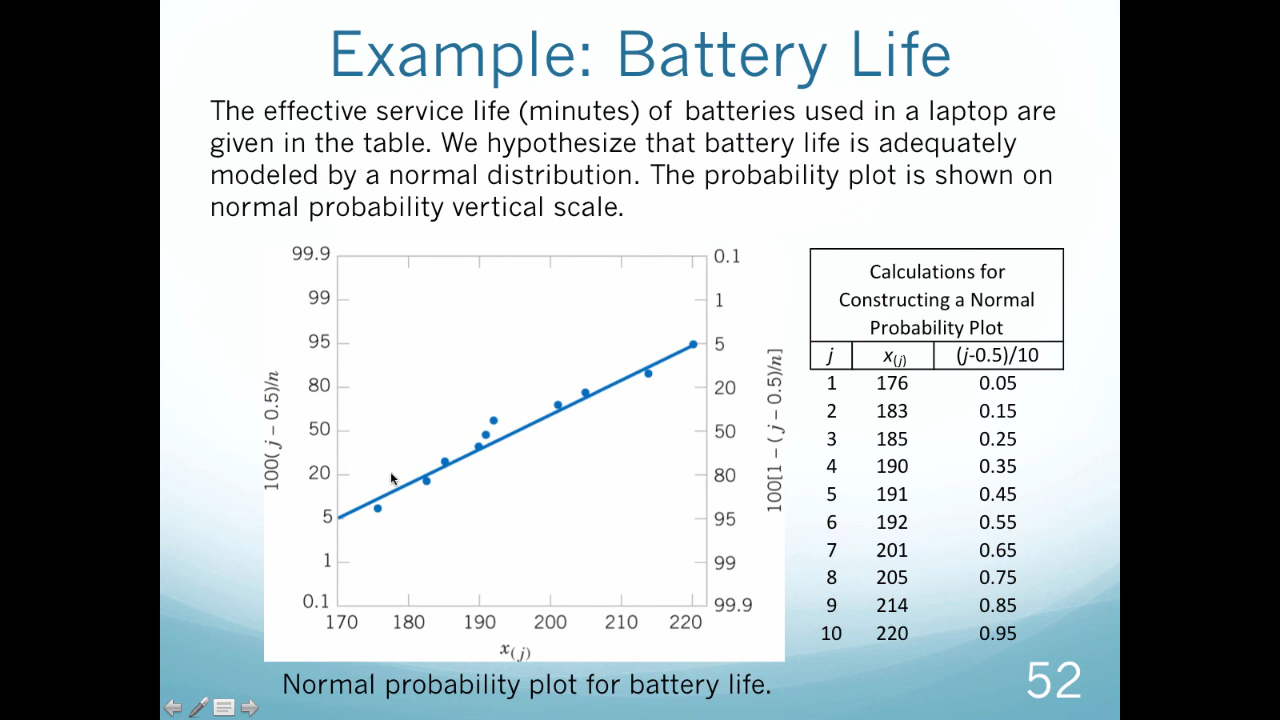 Example: Battery Life
The effective service life (minutes) of batteries used in a laptop are
given in the table. We hypothesize that battery life is adequately
modeled by a normal distribution. The probability plot is shown on
normal probability vertical scale.
99.9
99
95
80
50
20
5
1
0.1
100(j – 0.5)/n
0.1
1
5
20
50
80
95
99
99.9
100[1 – (j – 0.5)/n]
170 180 190 200 210 220
x(j)
Normal probability plot for battery life.
Calculations for
Constructing a Normal
Probability Plot
j x(j) (j-0.5)/10
1 176 0.05
2 183 0.15
3 185 0.25
4 190 0.35
5 191 0.45
6 192 0.55
7 201 0.65
8 205 0.75
9 214 0.85
10 220 0.95
52